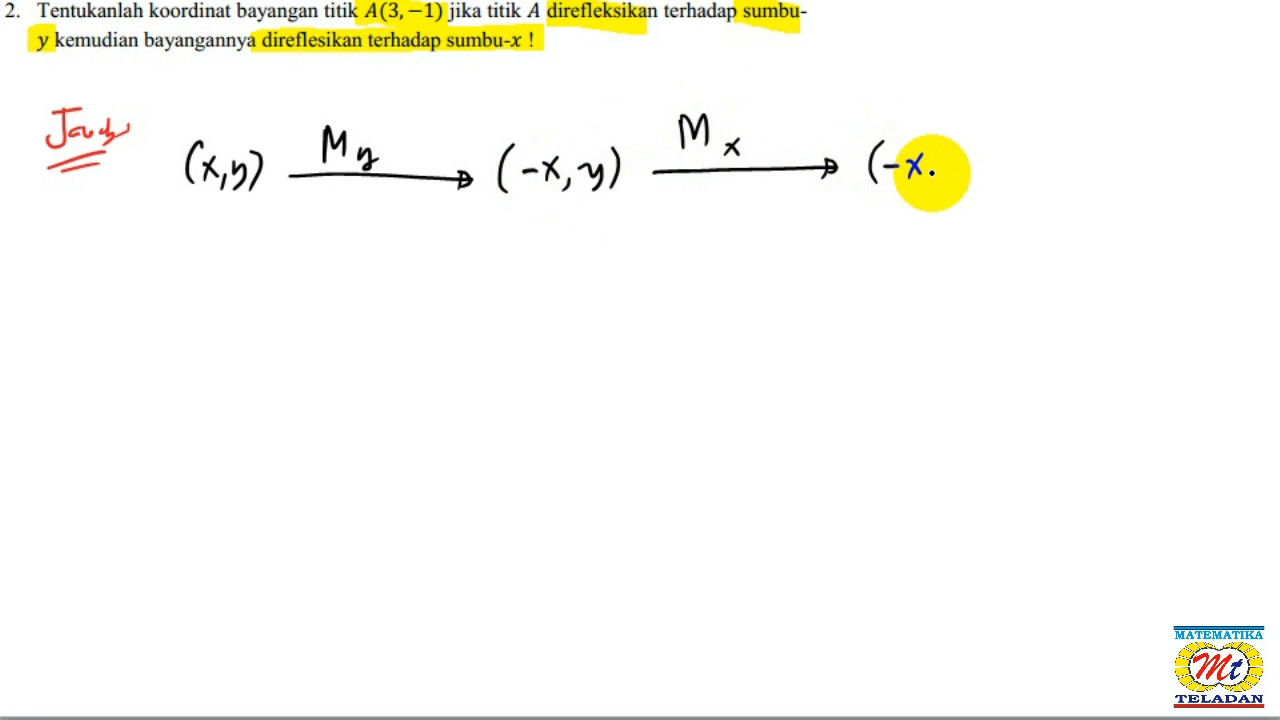 2. Tentukanlah koordinat bayangan titik A(3, −1) jika titik A direfleksikan terhadap sumbu-
y kemudian bayangannya direflesikan terhadap sumbu-x !
Jawab
(x,y) My (-x, y) Mx (-x.
MATEMATIKA
Mt
TELADAN